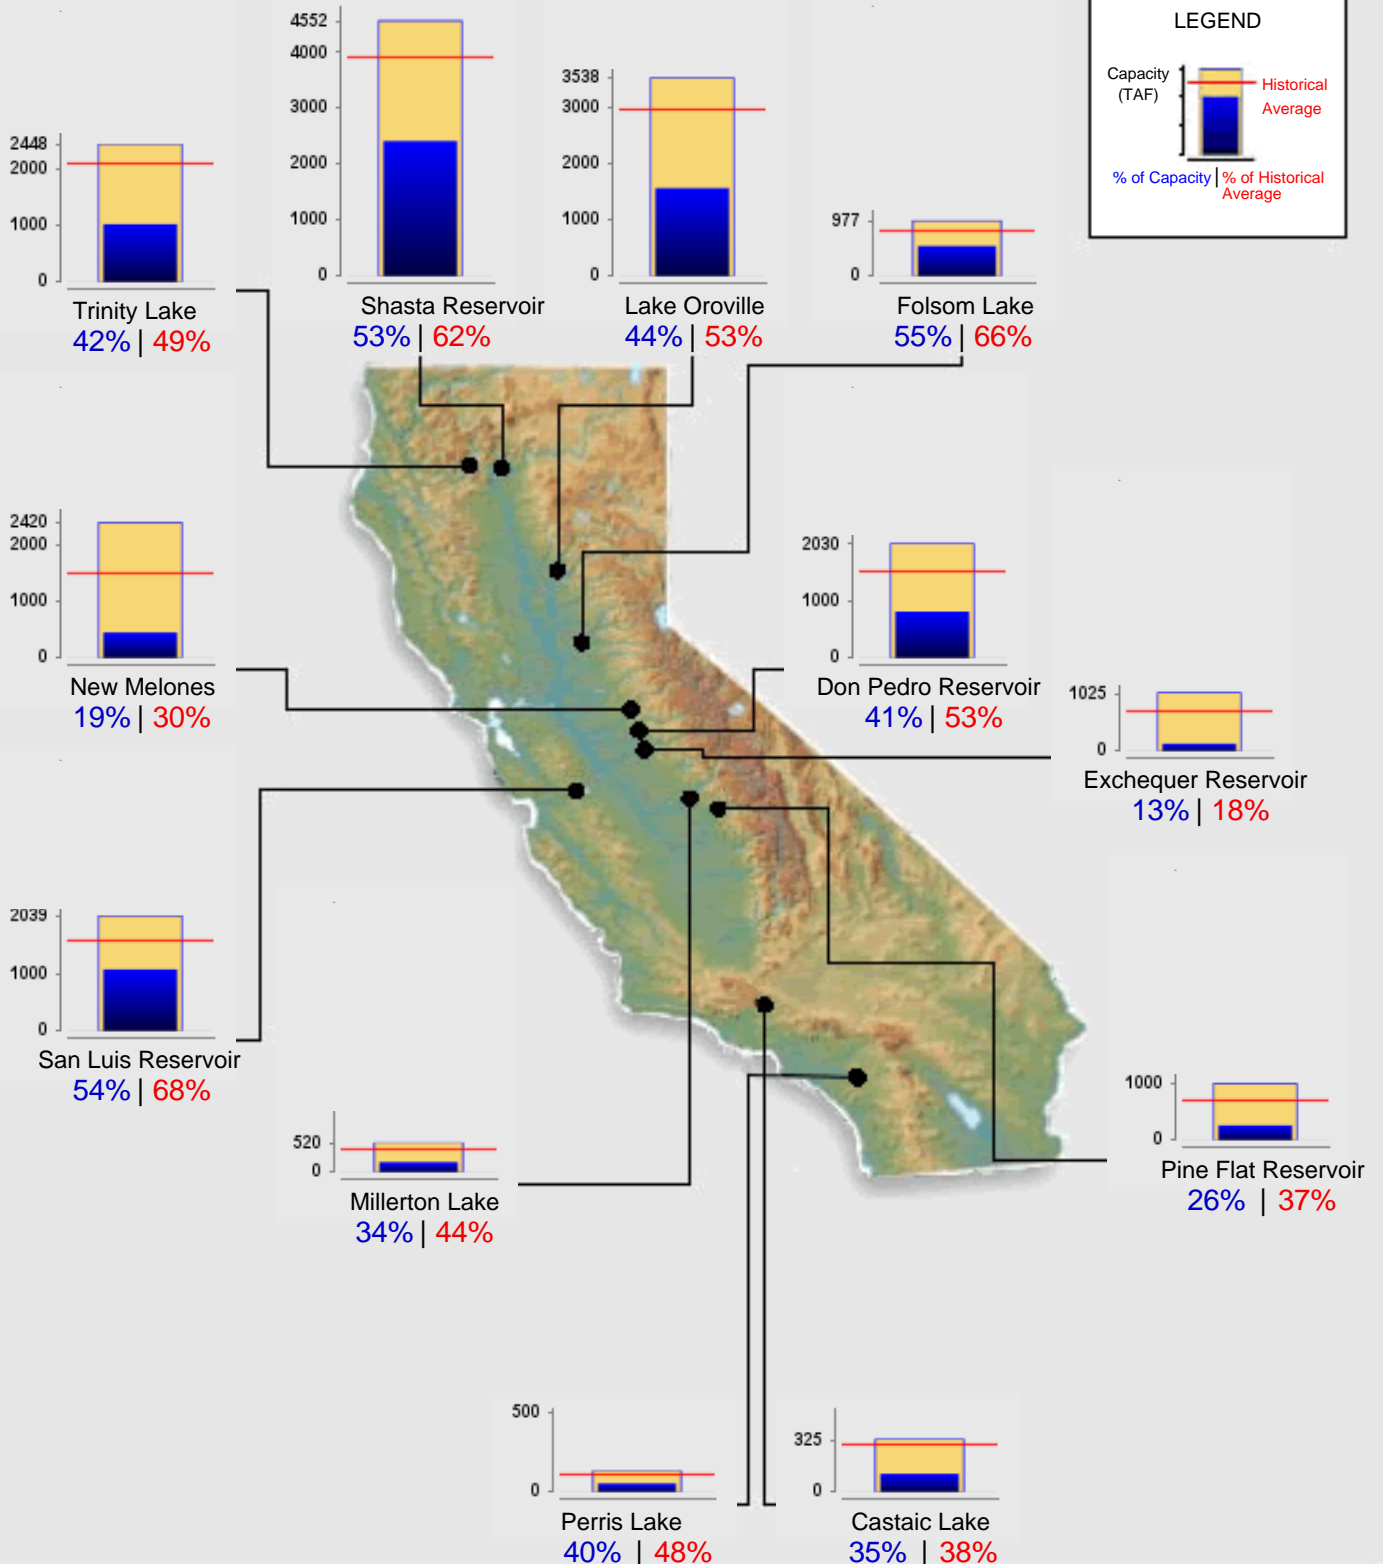 LEGEND
Capacity
(TAF)
Historical
Average
% of Capacity | % of Historical
Average
4552
4000
3000
2000
1000
0
Shasta Reservoir
53% | 62%
3538
3000
2000
1000
0
Lake Oroville
44% | 53%
2448
2000
1000
0
Trinity Lake
42% | 49%
977
0
Folsom Lake
55% | 66%
2420
2000
1000
0
New Melones
19% | 30%
2030
1000
0
Don Pedro Reservoir
41% | 53%
1025
0
Exchequer Reservoir
13% | 18%
2039
1000
0
San Luis Reservoir
54% | 68%
520
0
Millerton Lake
34% | 44%
1000
0
Pine Flat Reservoir
26% | 37%
500
0
Perris Lake
40% | 48%
325
0
Castaic Lake
35% | 38%